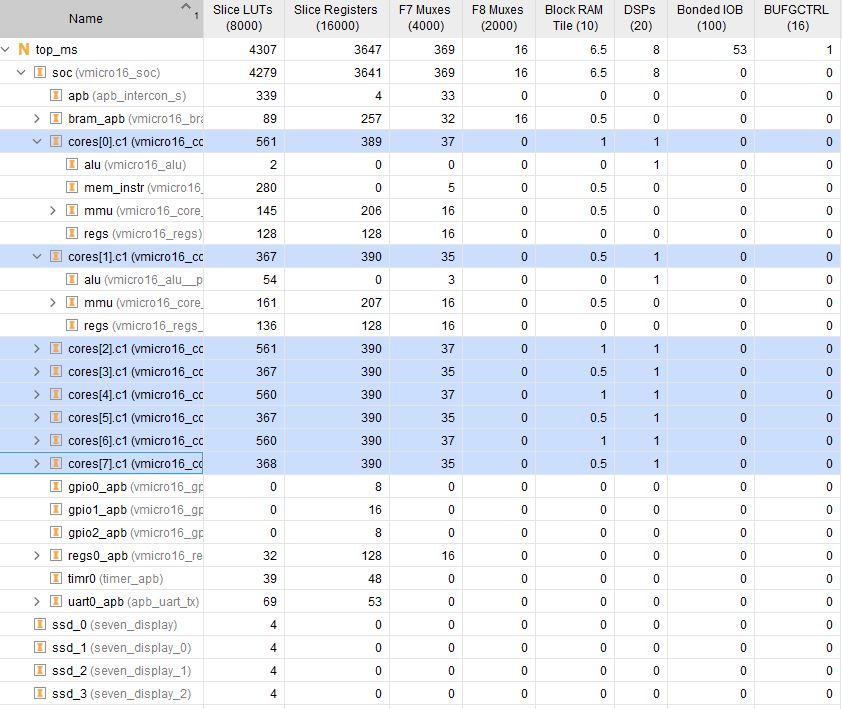 Name 1 Slice LUTs (8000) Slice Registers (16000) F7 Muxes (4000) F8 Muxes (2000) Block RAM Tile (10) DSPs (20) Bonded IOB (100) BUFGCTRL (16)
N top_ms 4307 3647 369 16 6.5 8 53 1
I soc (vmicro16_soc) 4279 3641 369 16 6.5 8 0 0
I apb (apb_intercon_s) 339 4 33 0 0 0 0 0
I bram_apb (vmicro16_bra 89 257 32 16 0.5 0 0 0
I cores[0].c1 (vmicro16_co 561 389 37 0 1 1 0 0
I alu (vmicro16_alu) 2 0 0 0 0 1 0 0
I mem_instr (vmicro16_ 280 0 5 0 0.5 0 0 0
I mmu (vmicro16_core_ 145 206 16 0 0.5 0 0 0
I regs (vmicro16_regs) 128 128 16 0 0 0 0 0
I cores[1].c1 (vmicro16_co 367 390 35 0 0.5 1 0 0
I alu (vmicro16_alu__p 54 0 3 0 0 1 0 0
I mmu (vmicro16_core_ 161 207 16 0 0.5 0 0 0
I regs (vmicro16_regs_ 136 128 16 0 0 0 0 0
I cores[2].c1 (vmicro16_co 561 390 37 0 1 1 0 0
I cores[3].c1 (vmicro16_co 367 390 35 0 0.5 1 0 0
I cores[4].c1 (vmicro16_co 560 390 37 0 1 1 0 0
I cores[5].c1 (vmicro16_co 367 390 35 0 0.5 1 0 0
I cores[6].c1 (vmicro16_co 560 390 37 0 1 1 0 0
I cores[7].c1 (vmicro16_co 368 390 35 0 0.5 1 0 0
I gpio0_apb (vmicro16_gp 0 8 0 0 0 0 0 0
I gpio1_apb (vmicro16_gp 0 16 0 0 0 0 0 0
I gpio2_apb (vmicro16_gp 0 8 0 0 0 0 0 0
I regs0_apb (vmicro16_re 32 128 16 0 0 0 0 0
I timr0 (timer_apb) 39 48 0 0 0 0 0 0
I uart0_apb (apb_uart_tx) 69 53 0 0 0 0 0 0
I ssd_0 (seven_display) 4 0 0 0 0 0 0 0
I ssd_1 (seven_display_0) 4 0 0 0 0 0 0 0
I ssd_2 (seven_display_1) 4 0 0 0 0 0 0 0
I ssd_3 (seven_display_2) 4 0 0 0 0 0 0 0